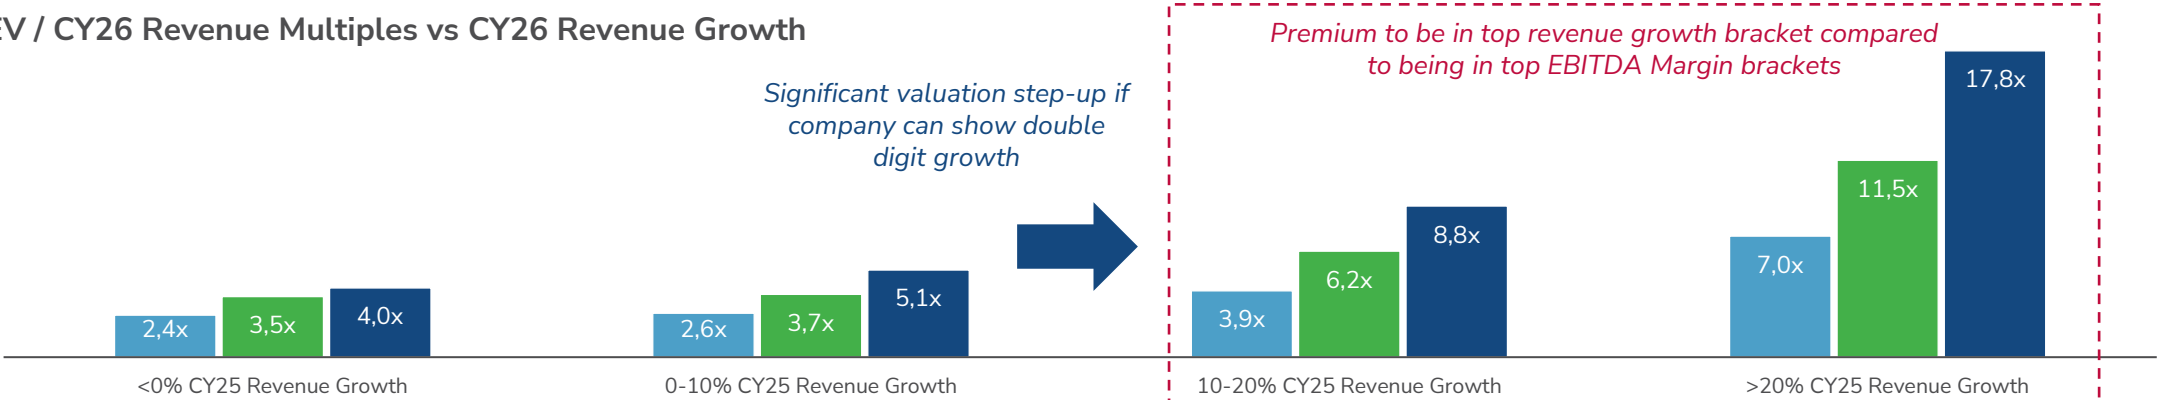 EV / CY26 Revenue Multiples vs CY26 Revenue Growth
Premium to be in top revenue growth bracket compared
to being in top EBITDA Margin brackets
Significant valuation step-up if
company can show double
digit growth
2,4x
3,5x
4,0x
2,6x
3,7x
5,1x
3,9x
6,2x
8,8x
7,0x
11,5x
17,8x
<0% CY25 Revenue Growth
0-10% CY25 Revenue Growth
10-20% CY25 Revenue Growth
>20% CY25 Revenue Growth